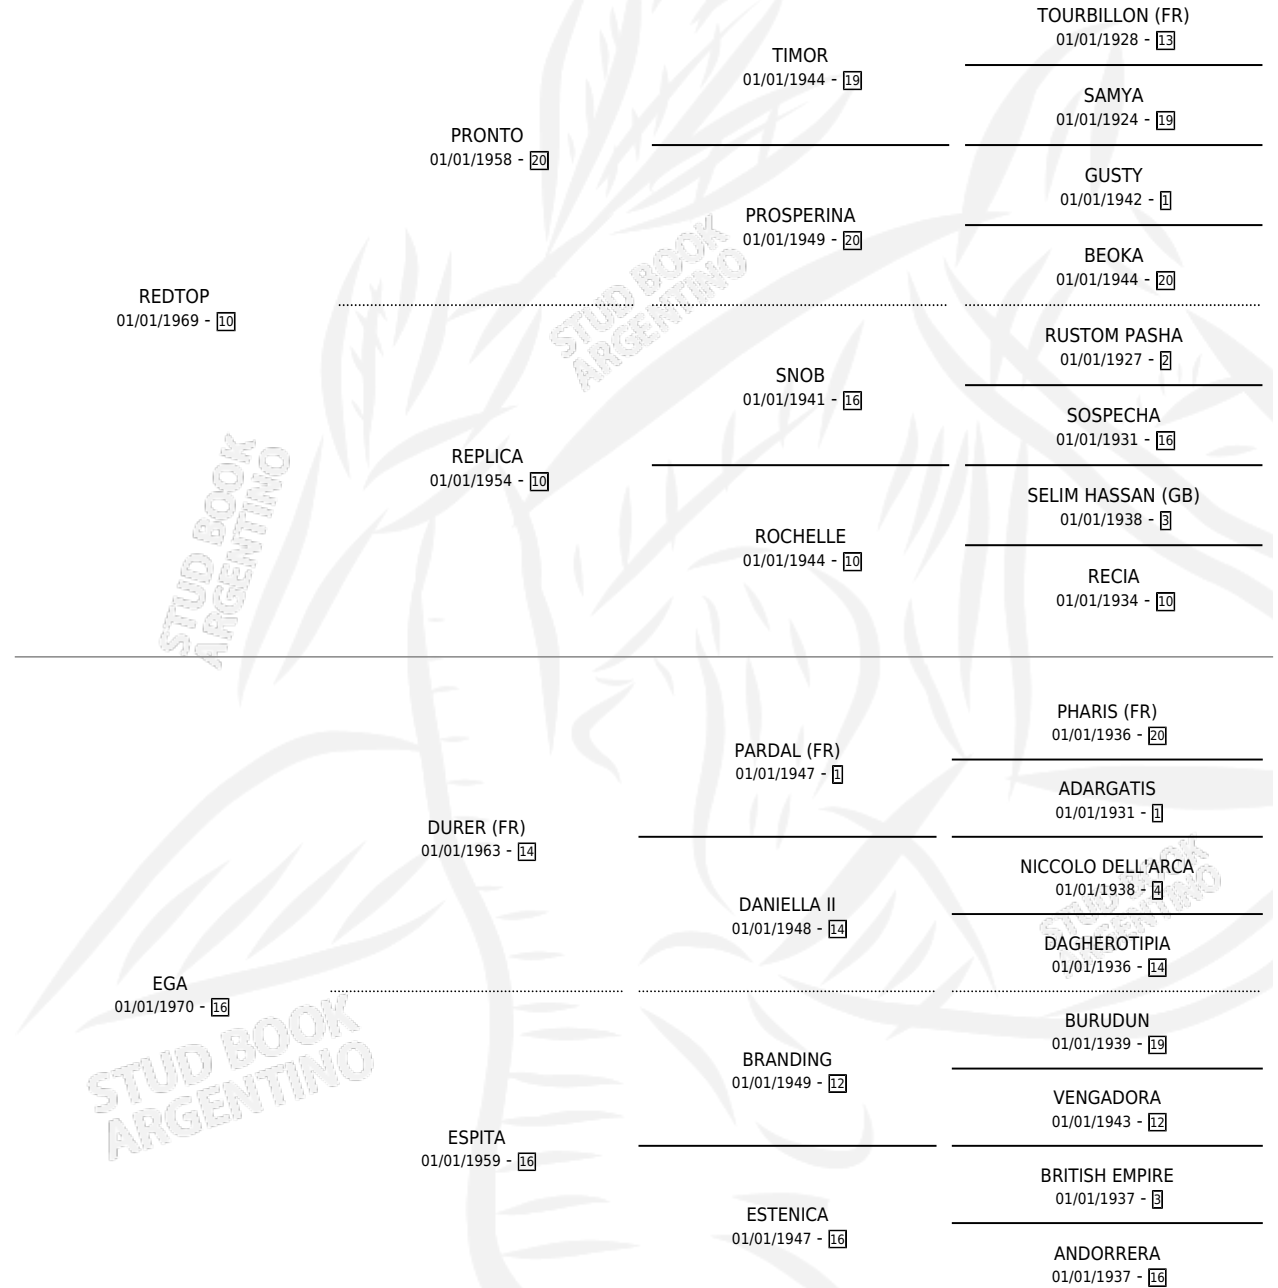 TOURBILLON (FR)
01/01/1928 - 13
TIMOR
01/01/1944 - 19
SAMYA
01/01/1924 - 19
PRONTO
01/01/1958 - 20
GUSTY
01/01/1942 - 1
PROSPERINA
01/01/1949 - 20
BEOKA
01/01/1944 - 20
REDTOP
01/01/1969 - 10
STUD BOOK
ARGENTINO
RUSTOM PASHA
01/01/1927 - 2
SNOB
01/01/1941 - 16
SOSPECHA
01/01/1931 - 16
REPLICA
01/01/1954 - 10
SELIM HASSAN (GB)
01/01/1938 - 3
ROCHELLE
01/01/1944 - 10
RECIA
01/01/1934 - 10
STUD BOOK
ARGENTINO
PHARIS (FR)
01/01/1936 - 20
PARDAL (FR)
01/01/1947 - 1
ADARGATIS
01/01/1931 - 1
DURER (FR)
01/01/1963 - 14
NICCOLO DELL'ARCA
01/01/1938 - 4
DANIELLA II
01/01/1948 - 14
DAGHEROTIPIA
01/01/1936 - 14
STUD BOOK
ARGENTINO
EGA
01/01/1970 - 16
BURUDUN
01/01/1939 - 19
BRANDING
01/01/1949 - 12
VENGADORA
01/01/1943 - 12
STUD BOOK
ARGENTINO
ESPITA
01/01/1959 - 16
BRITISH EMPIRE
01/01/1937 - 3
ESTENICA
01/01/1947 - 16
ANDORRERA
01/01/1937 - 16